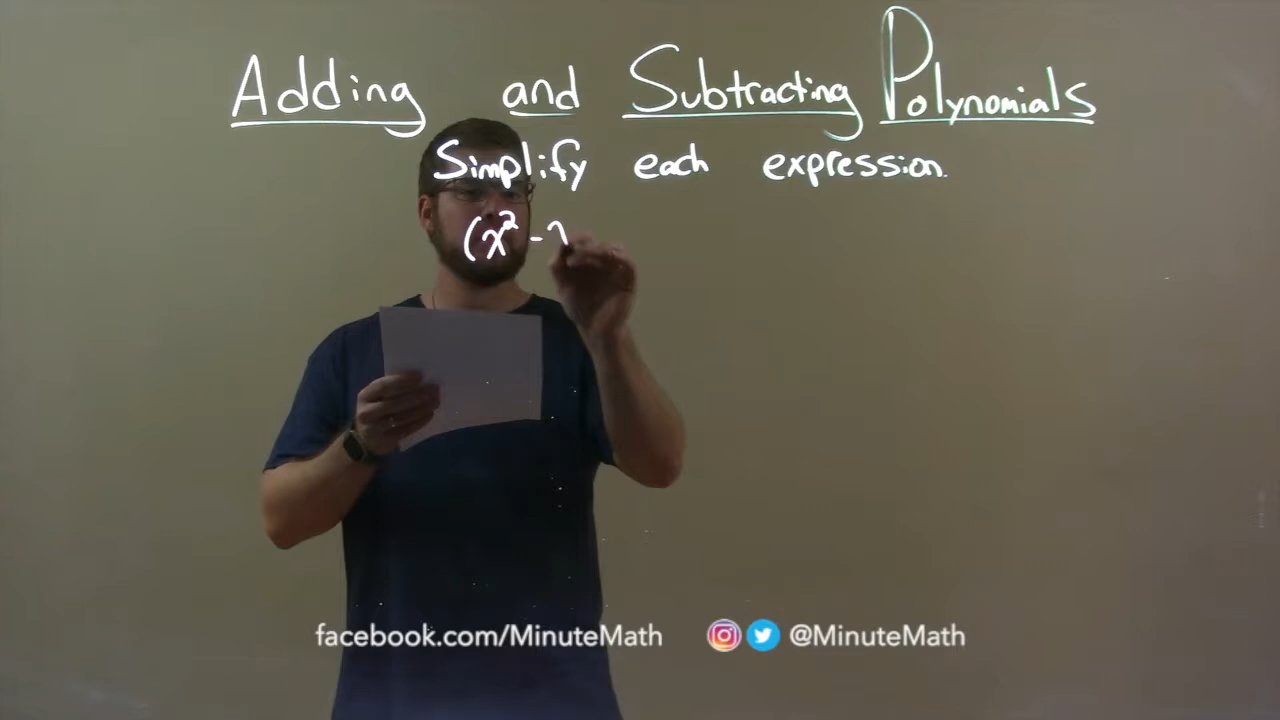 Adding and Subtracting Polynomials
Simplify each expression.
(x² -
facebook.com/MinuteMath @MinuteMath